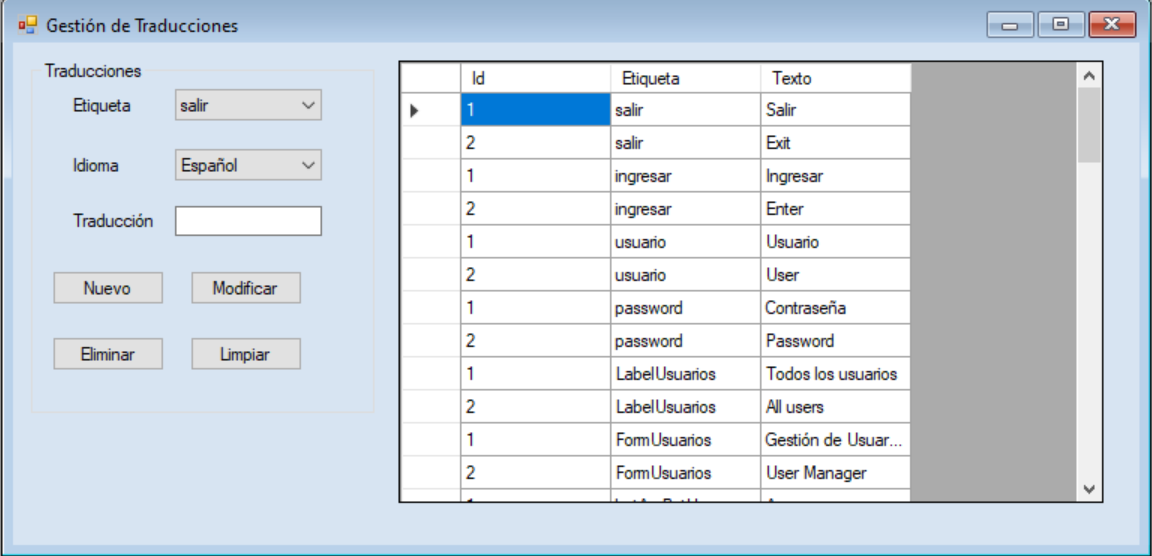 Gestión de Traducciones
Traducciones
Etiqueta salir
Idioma Español
Traducción
Nuevo Modificar
Eliminar Limpiar
Id Etiqueta Texto
1 salir Salir
2 salir Exit
1 ingresar Ingresar
2 ingresar Enter
1 usuario Usuario
2 usuario User
1 password Contraseña
2 password Password
1 LabelUsuarios Todos los usuarios
2 LabelUsuarios All users
1 FormUsuarios Gestión de Usuar...
2 FormUsuarios User Manager